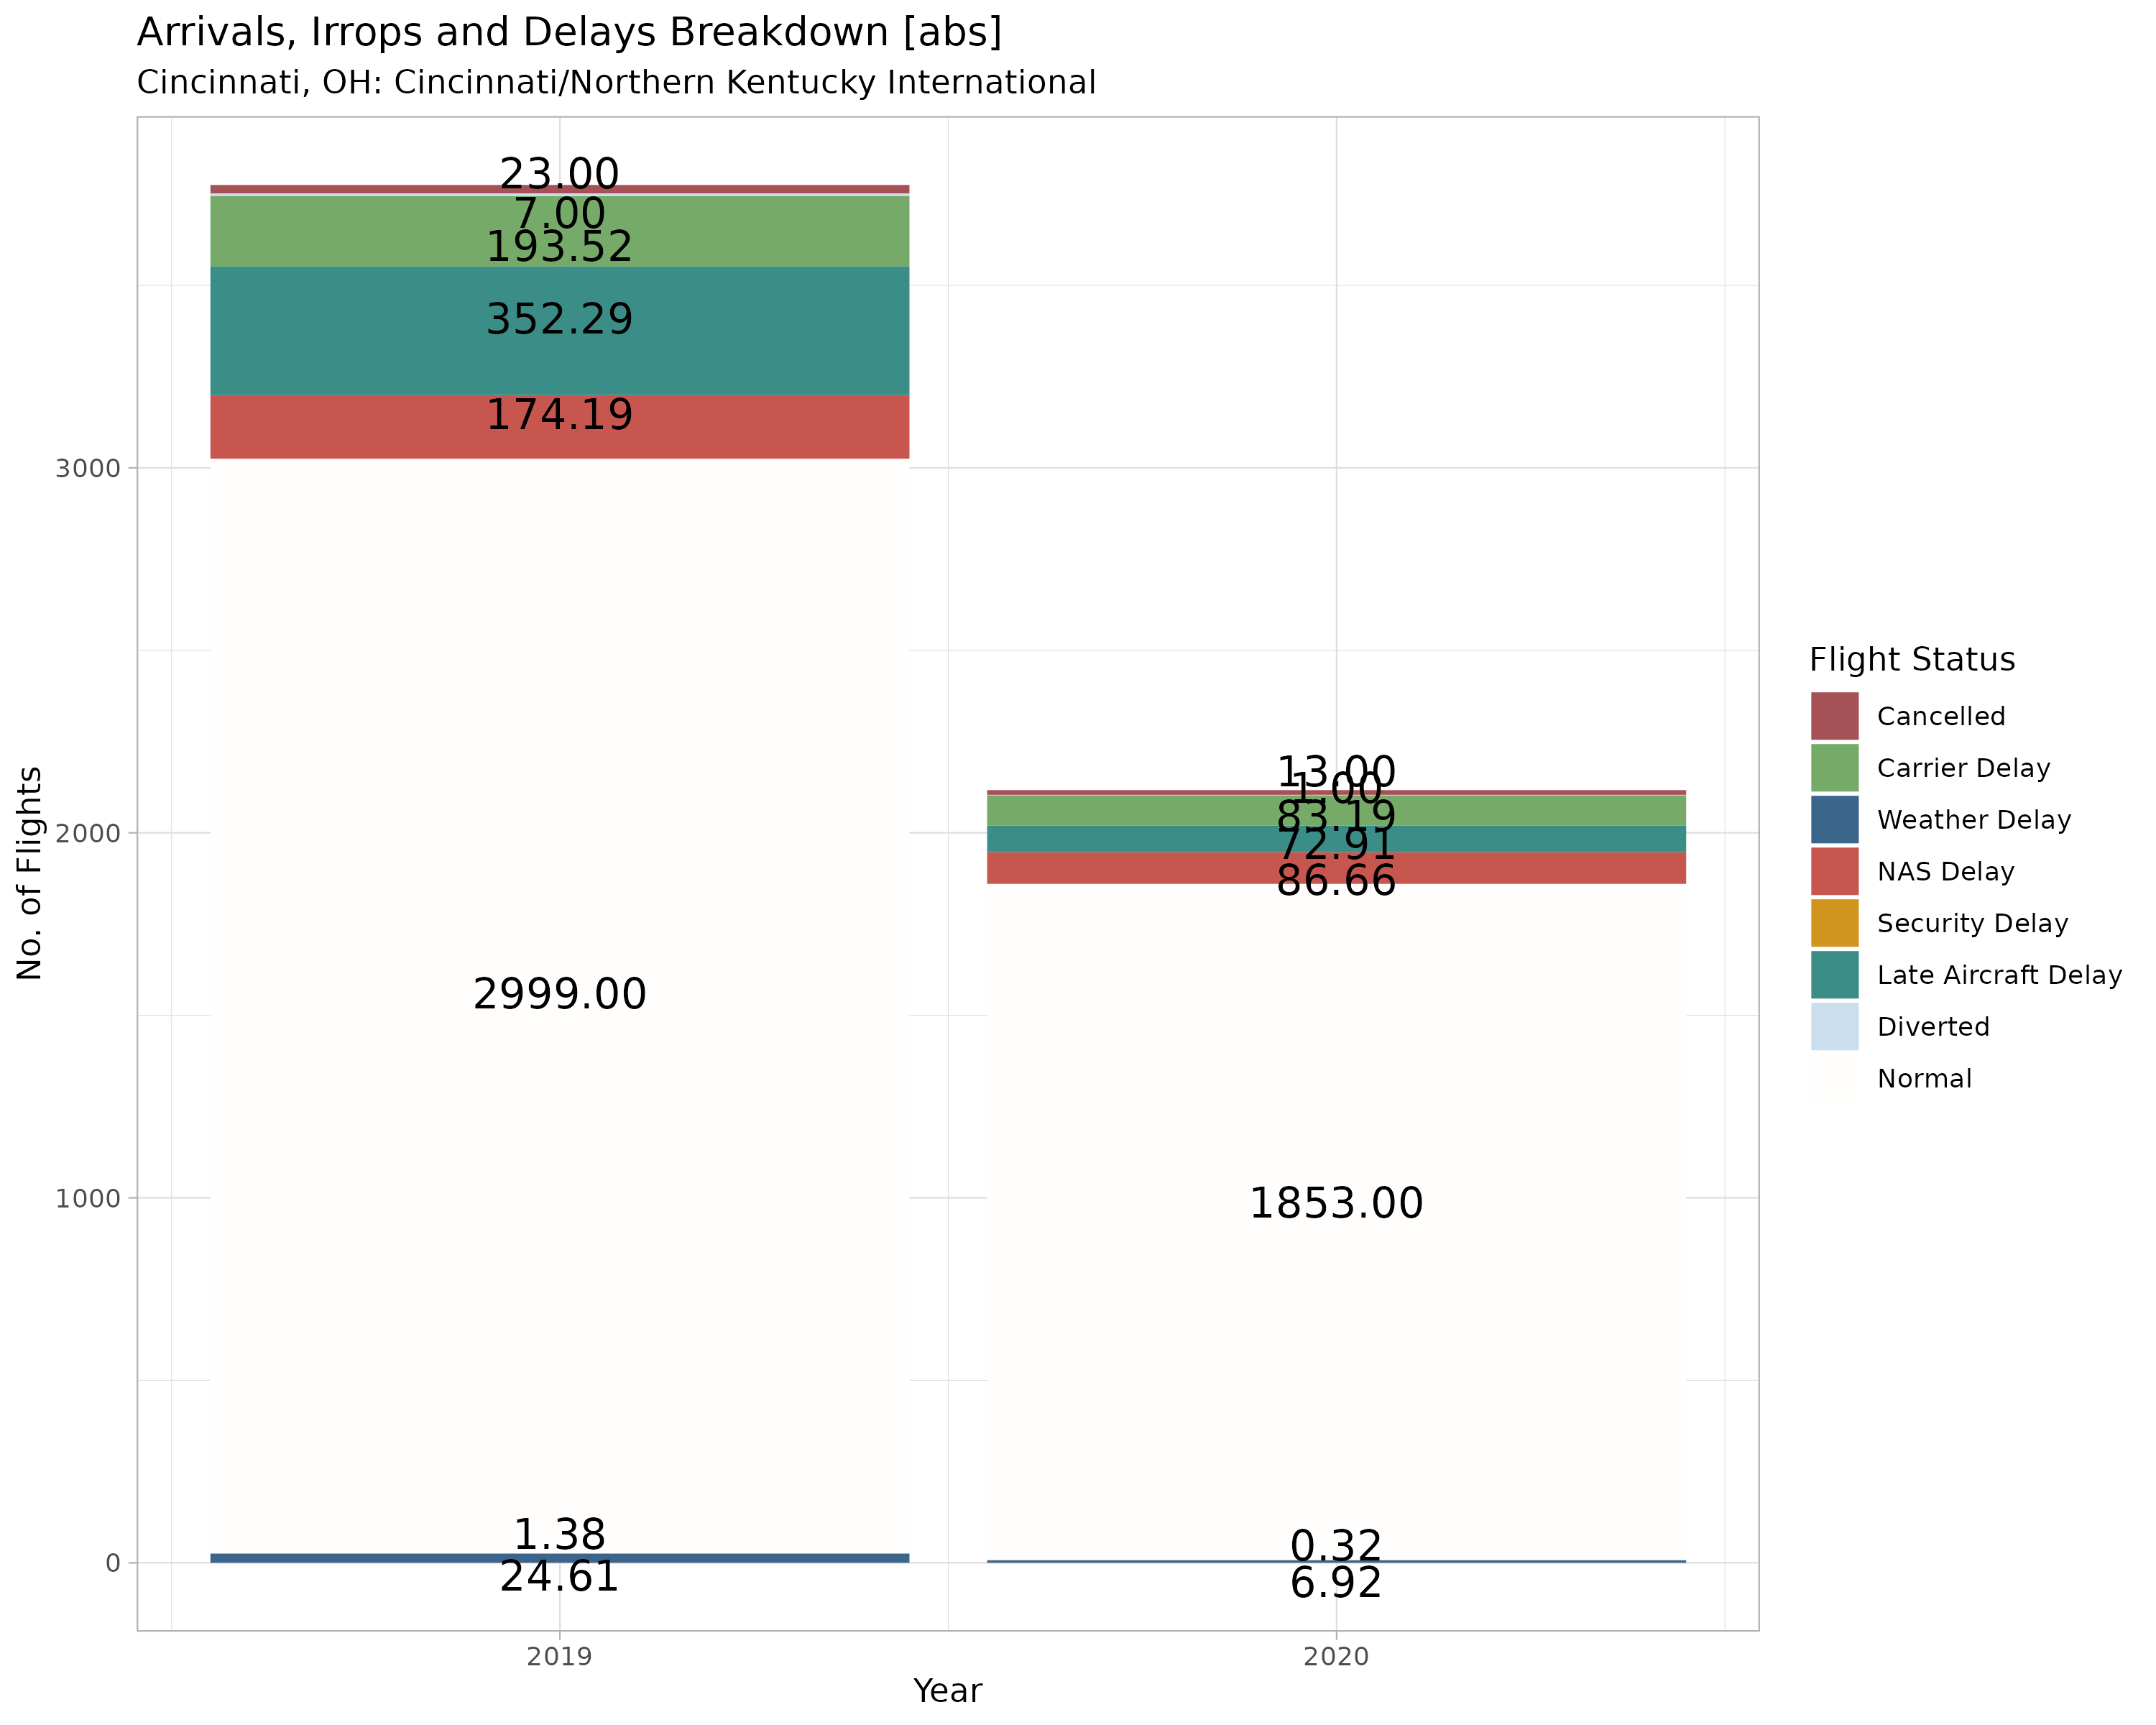 Arrivals, Irrops and Delays Breakdown [abs]
Cincinnati, OH: Cincinnati/Northern Kentucky International
No. of Flights
3000
2000
1000
0
23.00
7.00
193.52
352.29
174.19
2999.00
1.38
24.61
13.00
1.00
83.19
72.91
86.66
1853.00
0.32
6.92
2019
2020
Year
Flight Status
Cancelled
Carrier Delay
Weather Delay
NAS Delay
Security Delay
Late Aircraft Delay
Diverted
Normal